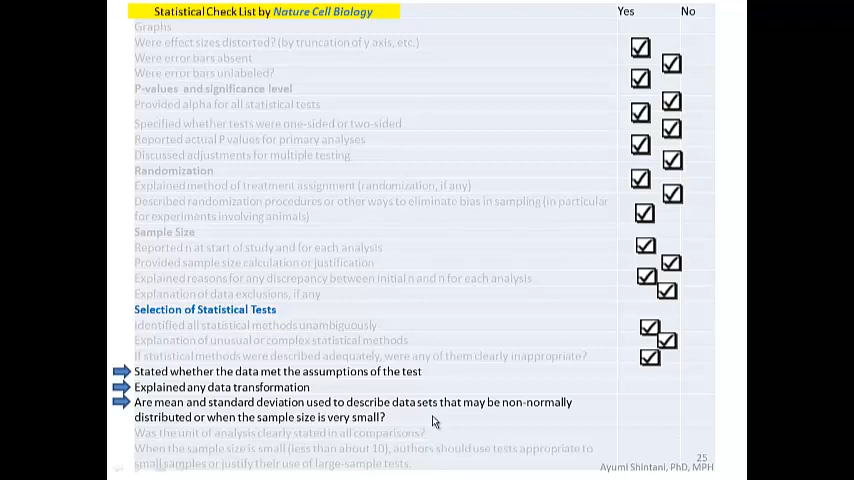 Statistical Check List by Nature Cell Biology Yes No
Graphs
Were effect sizes distorted? (by truncation of y axis, etc.)
Were error bars absent
Were error bars unlabeled?
P-values and significance level
Provided alpha for all statistical tests
Specified whether tests were one-sided or two-sided
Reported actual P values for primary analyses
Discussed adjustments for multiple testing
Randomization
Explained method of treatment assignment (randomization, if any)
Described randomization procedures or other ways to eliminate bias in sampling (in particular
for experiments involving animals)
Sample Size
Reported n at start of study and for each analysis
Provided sample size calculation or justification
Explained reasons for any discrepancy between initial n and n for each analysis
Explanation of data exclusions, if any
Selection of Statistical Tests
Identified all statistical methods unambiguously
Explanation of unusual or complex statistical methods
If statistical methods were described adequately, were any of them clearly inappropriate?
Stated whether the data met the assumptions of the test
Explained any data transformation
Are mean and standard deviation used to describe data sets that may be non-normally
distributed or when the sample size is very small?
Was the unit of analysis clearly stated in all comparisons?
When the sample size is small (less than about 10), authors should use tests appropriate to
small samples or justify their use of large-sample tests.
25
Ayumi Shintani, PhD, MPH